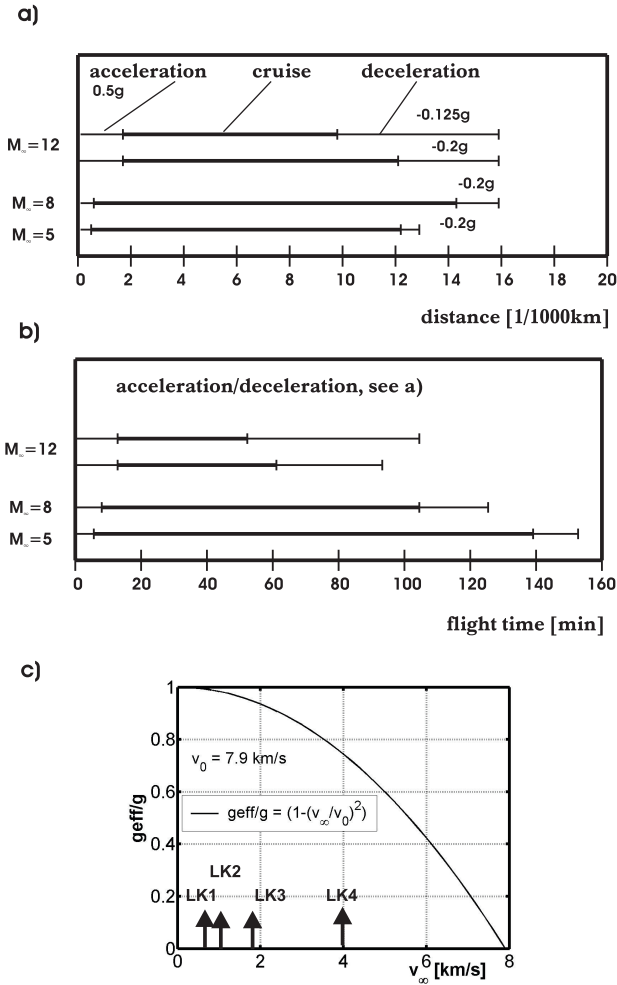 a)
acceleration cruise deceleration
0.5g
-0.125g
M∞=12
-0.2g
-0.2g
M∞=8
-0.2g
M∞=5
0 2 4 6 8 10 12 14 16 18 20
distance [1/1000km]
b)
acceleration/deceleration, see a)
M∞=12
M∞=8
M∞=5
0 20 40 60 80 100 120 140 160
flight time [min]
c)
1
0.8
v0 = 7.9 km/s
0.6
geff/g = (1-(v∞/v0)2)
geff/g
0.4
LK2
LK1 LK3 LK4
0.2
0
0 2 4 6 8
v∞ [km/s]